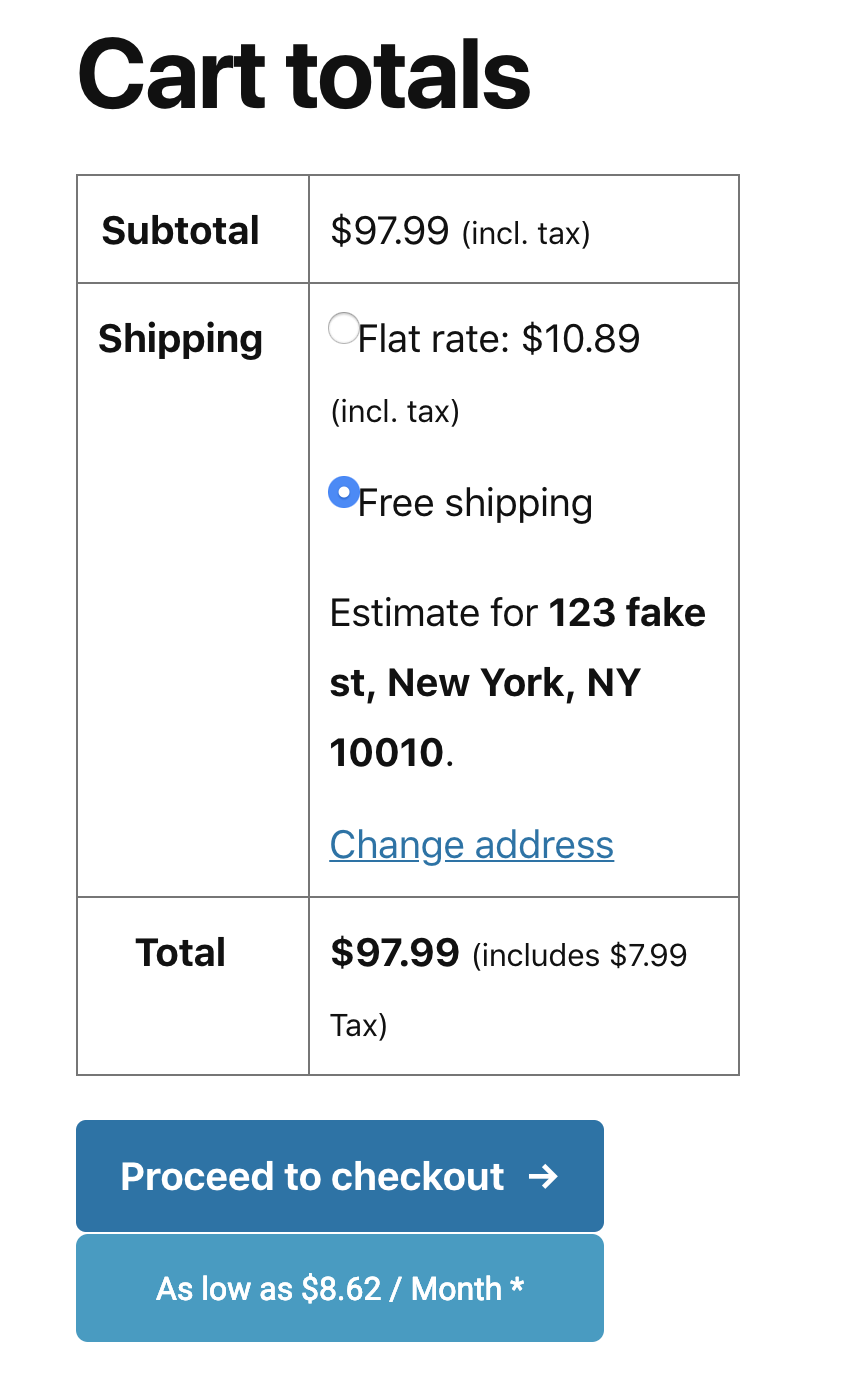 Cart totals
Subtotal $97.99 (incl. tax)
Shipping Flat rate: $10.89
(incl. tax)
Free shipping
Estimate for 123 fake
st, New York, NY
10010.
Change address
Total $97.99 (includes $7.99
Tax)
Proceed to checkout →
As low as $8.62 / Month *